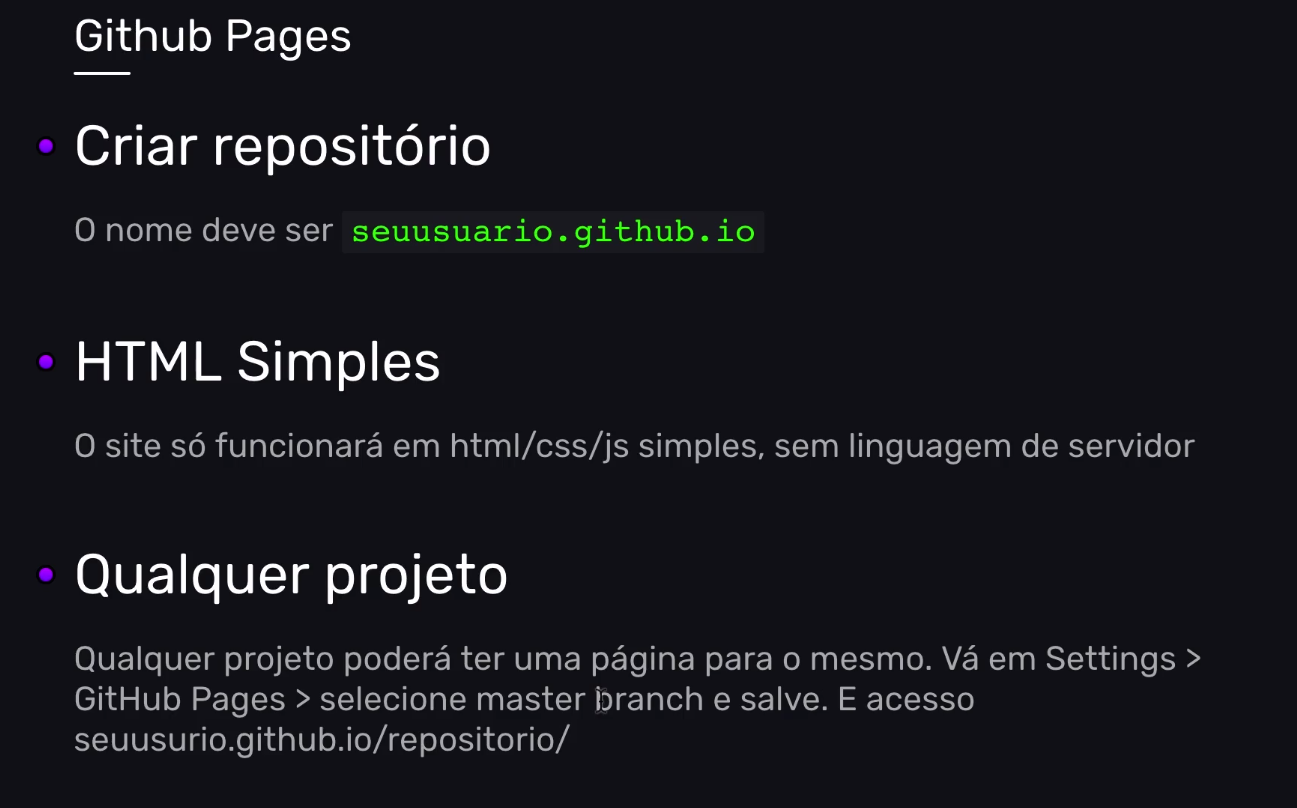 Github Pages
Criar repositório
O nome deve ser seuusuario.github.io
HTML Simples
O site só funcionará em html/css/js simples, sem linguagem de servidor
Qualquer projeto
Qualquer projeto poderá ter uma página para o mesmo. Vá em Settings >
GitHub Pages > selecione master branch e salve. E acesso
seuusurio.github.io/repositorio/